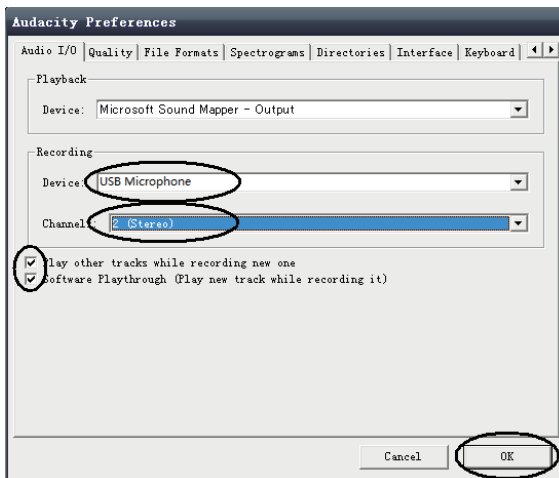 Audacity Preferences
Audio I/O Quality File Formats Spectrograms Directories Interface Keyboard
Playback
Device: Microsoft Sound Mapper - Output
Recording
Device: USB Microphone
Channels: 2 (Stereo)
Play other tracks while recording new one
Software Playthrough (Play new track while recording it)
Cancel OK